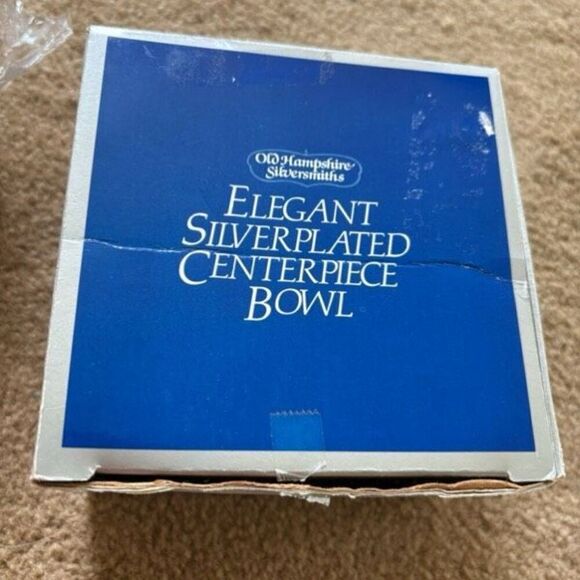 Old Hampshire
Silversmiths
ELEGANT
SILVERPLATED
CENTERPIECE
BOWL